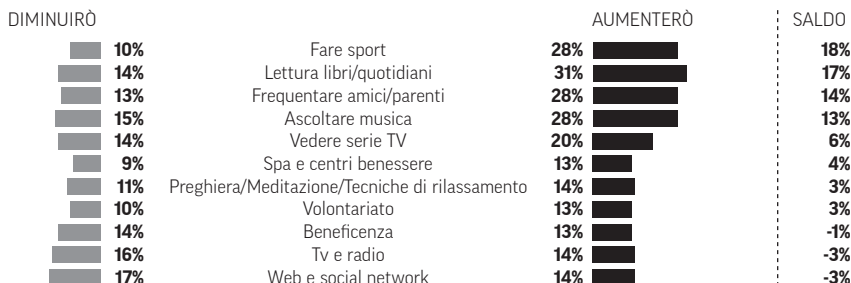 DIMINUIRÒ AUMENTERÒ SALDO
10% Fare sport 28% 18%
14% Lettura libri/quotidiani 31% 17%
13% Frequentare amici/parenti 28% 14%
15% Ascoltare musica 28% 13%
14% Vedere serie TV 20% 6%
9% Spa e centri benessere 13% 4%
11% Preghiera/Meditazione/Tecniche di rilassamento 14% 3%
10% Volontariato 13% 3%
14% Beneficenza 13% -1%
16% Tv e radio 14% -3%
17% Web e social network 14% -3%